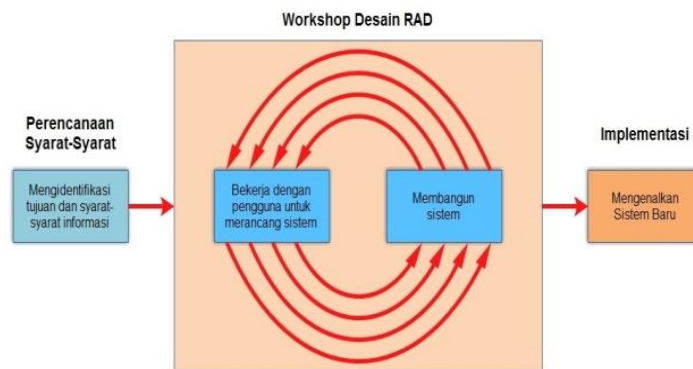 Workshop Desain RAD
Perencanaan
Syarat-Syarat
Mengidentifikasi
tujuan dan syarat-
syarat informasi
Bekerja dengan
pengguna untuk
merancang sistem
Membangun
sistem
Implementasi
Mengenalkan
Sistem Baru